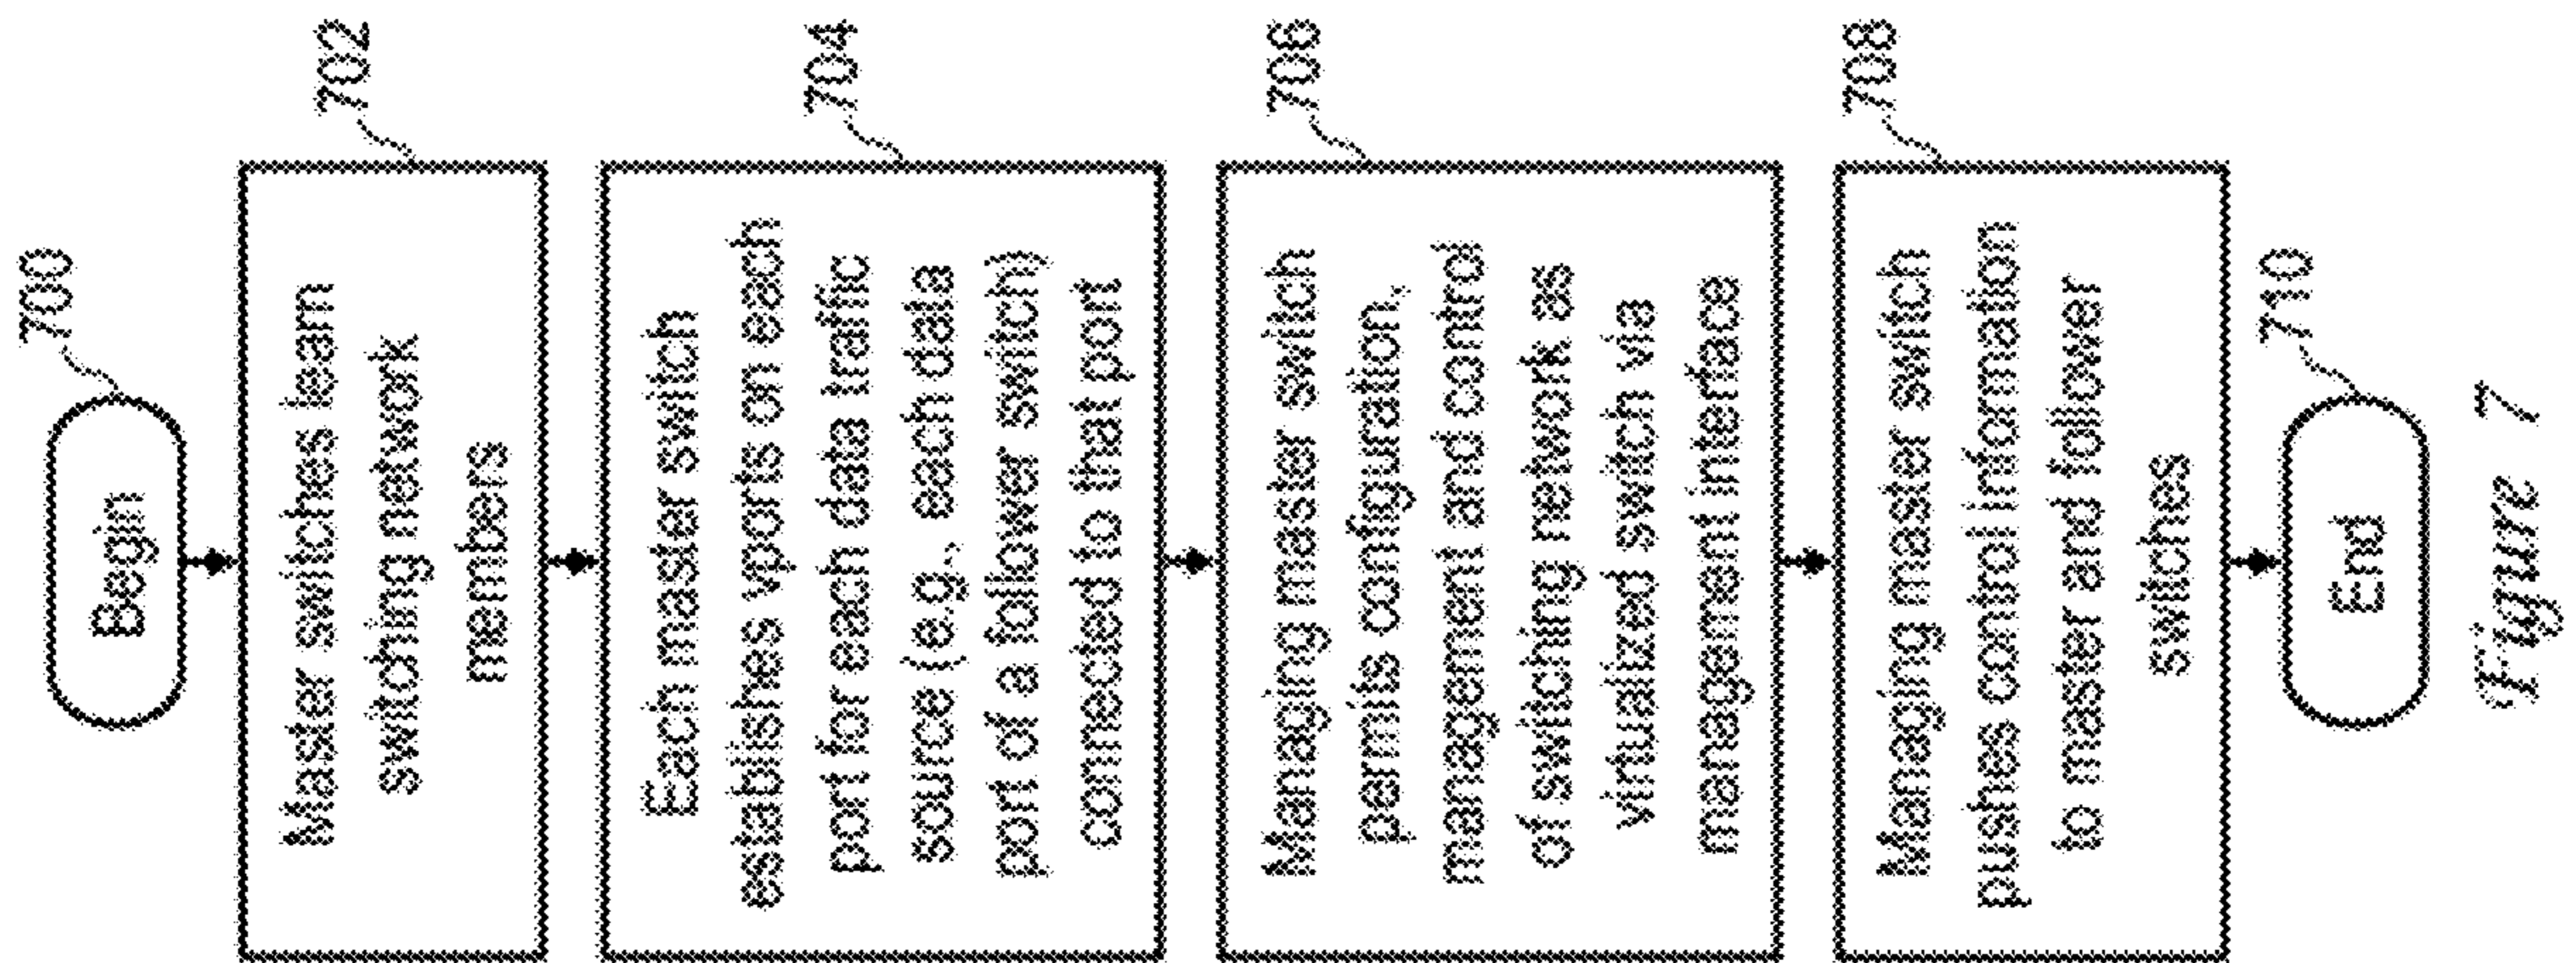 700
Begin
702
Master switches learn
switching network
members
704
Each master switch
establishes vports on each
port for each data traffic
source (e.g., each data
port of a follower switch)
connected to that port
706
Managing master switch
permits configuration,
management and control
of switching network as
virtualized switch via
management interface
708
Managing master switch
pushes control information
to master and follower
switches
710
End
Figure 7